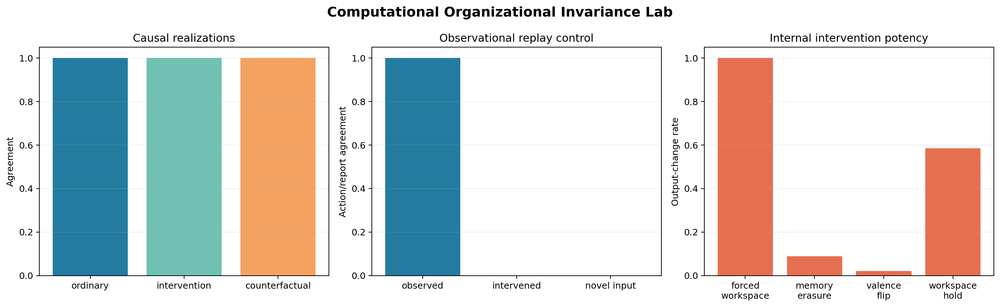 Computational Organizational Invariance Lab
Causal realizations
Agreement
1.0
0.8
0.6
0.4
0.2
0.0
ordinary
intervention
counterfactual
Observational replay control
Action/report agreement
1.0
0.8
0.6
0.4
0.2
0.0
observed
intervened
novel input
Internal intervention potency
Output-change rate
1.0
0.8
0.6
0.4
0.2
0.0
forced
workspace
memory
erasure
valence
flip
workspace
hold